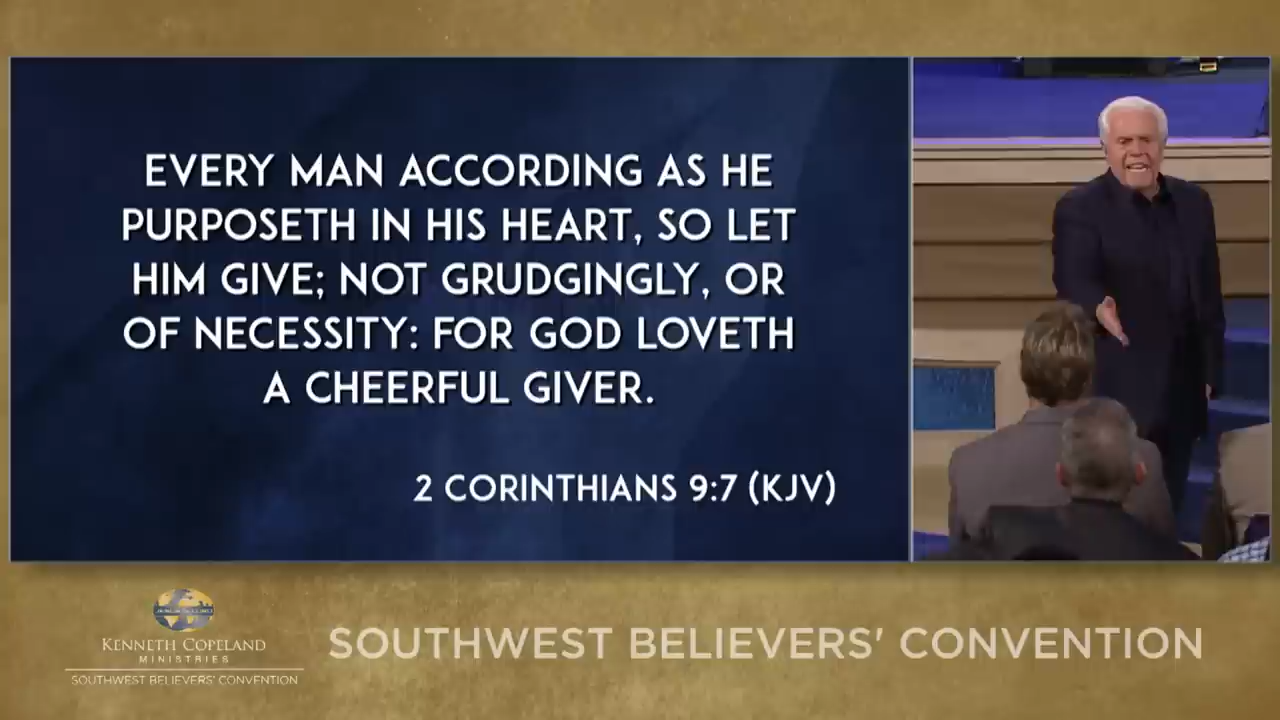 EVERY MAN ACCORDING AS HE
PURPOSETH IN HIS HEART, SO LET
HIM GIVE; NOT GRUDGINGLY, OR
OF NECESSITY: FOR GOD LOVETH
A CHEERFUL GIVER.
2 CORINTHIANS 9:7 (KJV)
KENNETH COPELAND
MINISTRIES
SOUTHWEST BELIEVERS' CONVENTION
SOUTHWEST BELIEVERS' CONVENTION